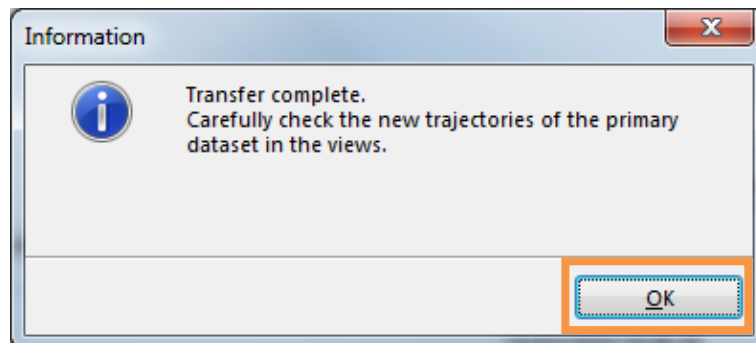 Information
Transfer complete.
Carefully check the new trajectories of the primary
dataset in the views.
OK